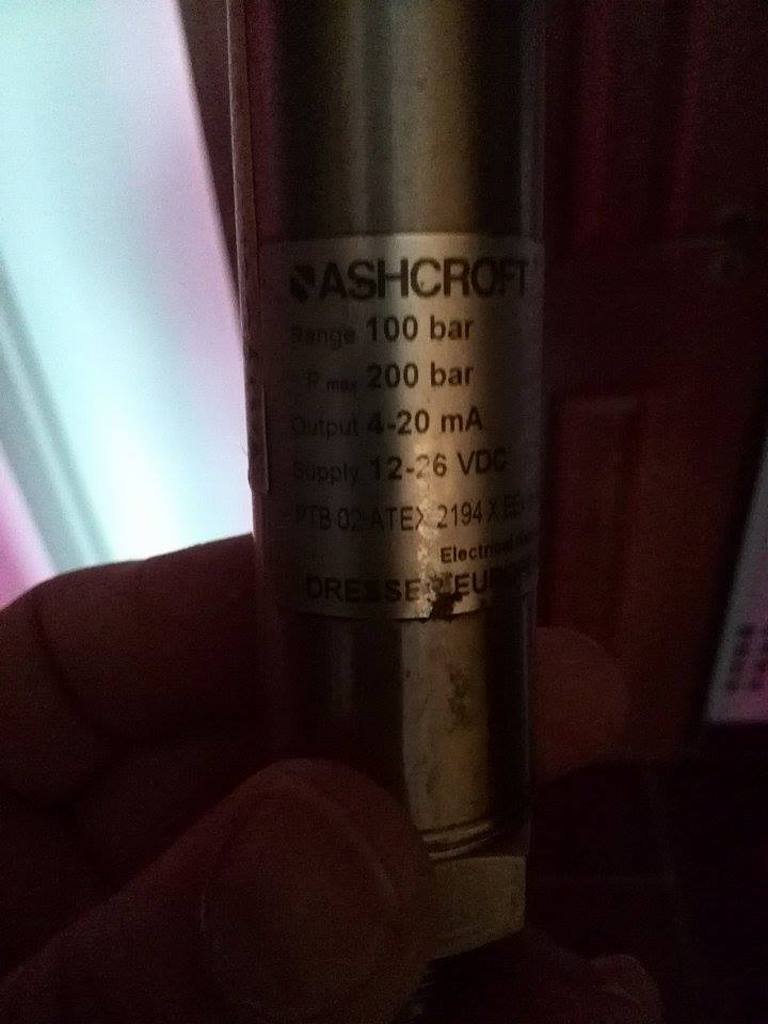 ASHCROFT
Range 100 bar
P max 200 bar
Output 4-20 mA
Supply 12-26 VDC
PTB 02 ATEX 2194 X
DRESSER